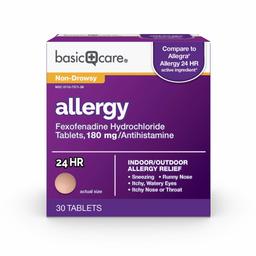 basic care®
Compare to
Allegra®
Allergy 24 HR
active ingredient†
Non-Drowsy
allergy
Fexofenadine Hydrochloride
Tablets, 180 mg/Antihistamine
24 HR
actual size
INDOOR/OUTDOOR
ALLERGY RELIEF
• Sneezing • Runny Nose
• Itchy, Watery Eyes
• Itchy Nose or Throat
30 TABLETS